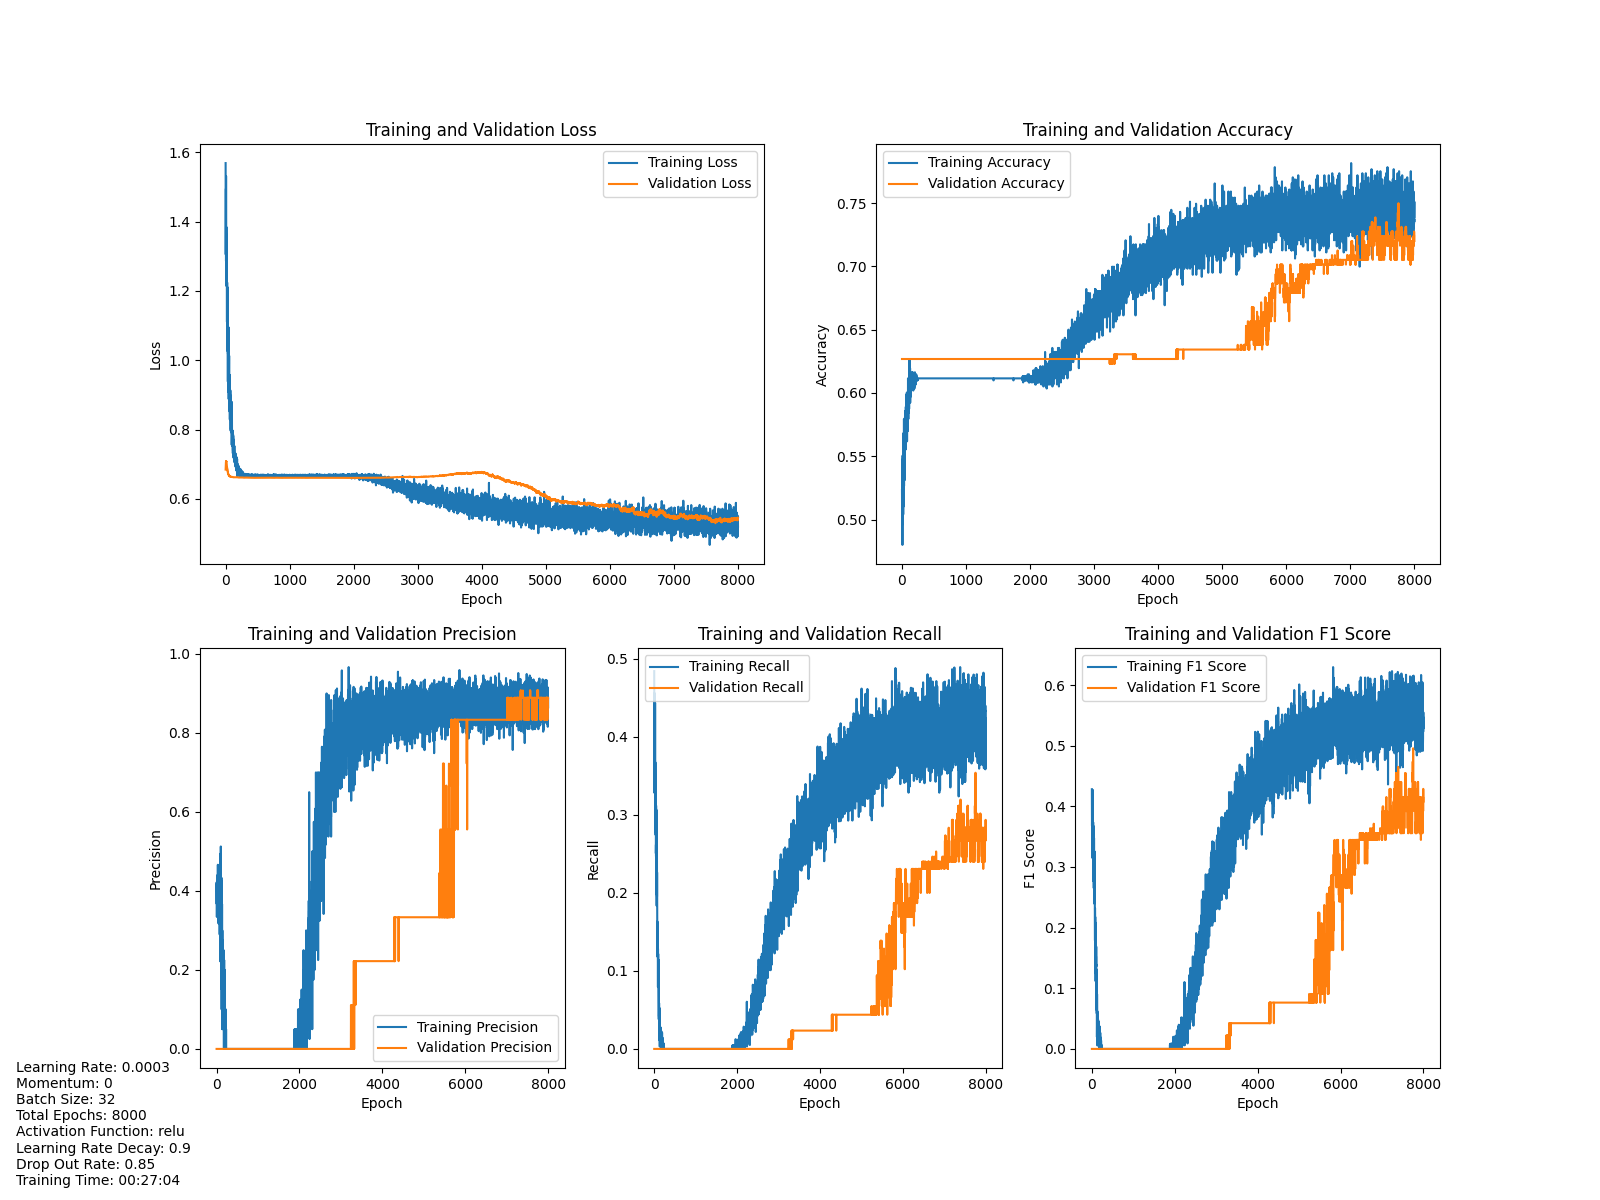 Training and Validation Loss
1.6
1.4
1.2
1.0
0.8
0.6
Loss
0
1000
2000
3000
4000
5000
6000
7000
8000
Epoch
Training Loss
Validation Loss
Training and Validation Accuracy
0.75
0.70
0.65
0.60
0.55
0.50
Accuracy
0
1000
2000
3000
4000
5000
6000
7000
8000
Epoch
Training Accuracy
Validation Accuracy
Training and Validation Precision
1.0
0.8
0.6
0.4
0.2
0.0
Precision
0
2000
4000
6000
8000
Epoch
Training Precision
Validation Precision
Training and Validation Recall
0.5
0.4
0.3
0.2
0.1
0.0
Recall
0
2000
4000
6000
8000
Epoch
Training Recall
Validation Recall
Training and Validation F1 Score
0.6
0.5
0.4
0.3
0.2
0.1
0.0
F1 Score
0
2000
4000
6000
8000
Epoch
Training F1 Score
Validation F1 Score
Learning Rate: 0.0003
Momentum: 0
Batch Size: 32
Total Epochs: 8000
Activation Function: relu
Learning Rate Decay: 0.9
Drop Out Rate: 0.85
Training Time: 00:27:04